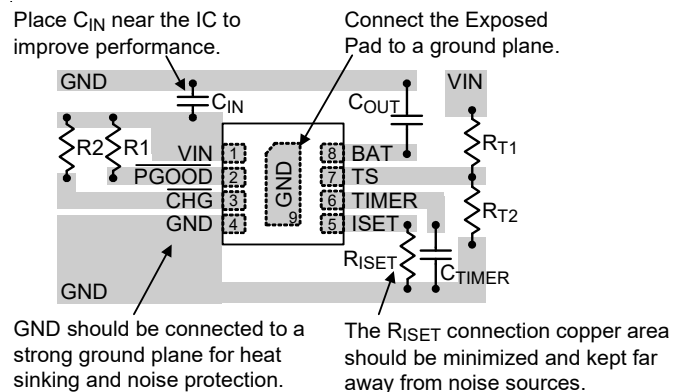 Place CIN near the IC to
improve performance.
Connect the Exposed
Pad to a ground plane.
GND
VIN
CIN
COUT
R2
R1
RT1
VIN
1
8
BAT
PGOOD
2
7
TS
CHG
3
6
TIMER
GND
4
5
ISET
GND
9
RT2
RISET
CTIMER
GND
GND should be connected to a
strong ground plane for heat
sinking and noise protection.
The RISET connection copper area
should be minimized and kept far
away from noise sources.